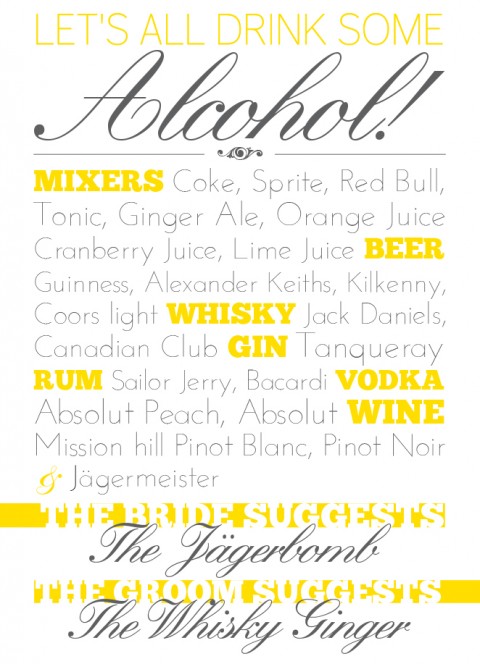 LET'S ALL DRINK SOME
Alcohol!
MIXERS Coke, Sprite, Red Bull,
Tonic, Ginger Ale, Orange Juice
Cranberry Juice, Lime Juice BEER
Guinness, Alexander Keiths, Kilkenny,
Coors light WHISKY Jack Daniels,
Canadian Club GIN Tanqueray
RUM Sailor Jerry, Bacardi VODKA
Absolut Peach, Absolut WINE
Mission hill Pinot Blanc, Pinot Noir
& Jägermeister
THE BRIDE SUGGESTS
The Jägerbomb
THE GROOM SUGGESTS
The Whisky Ginger